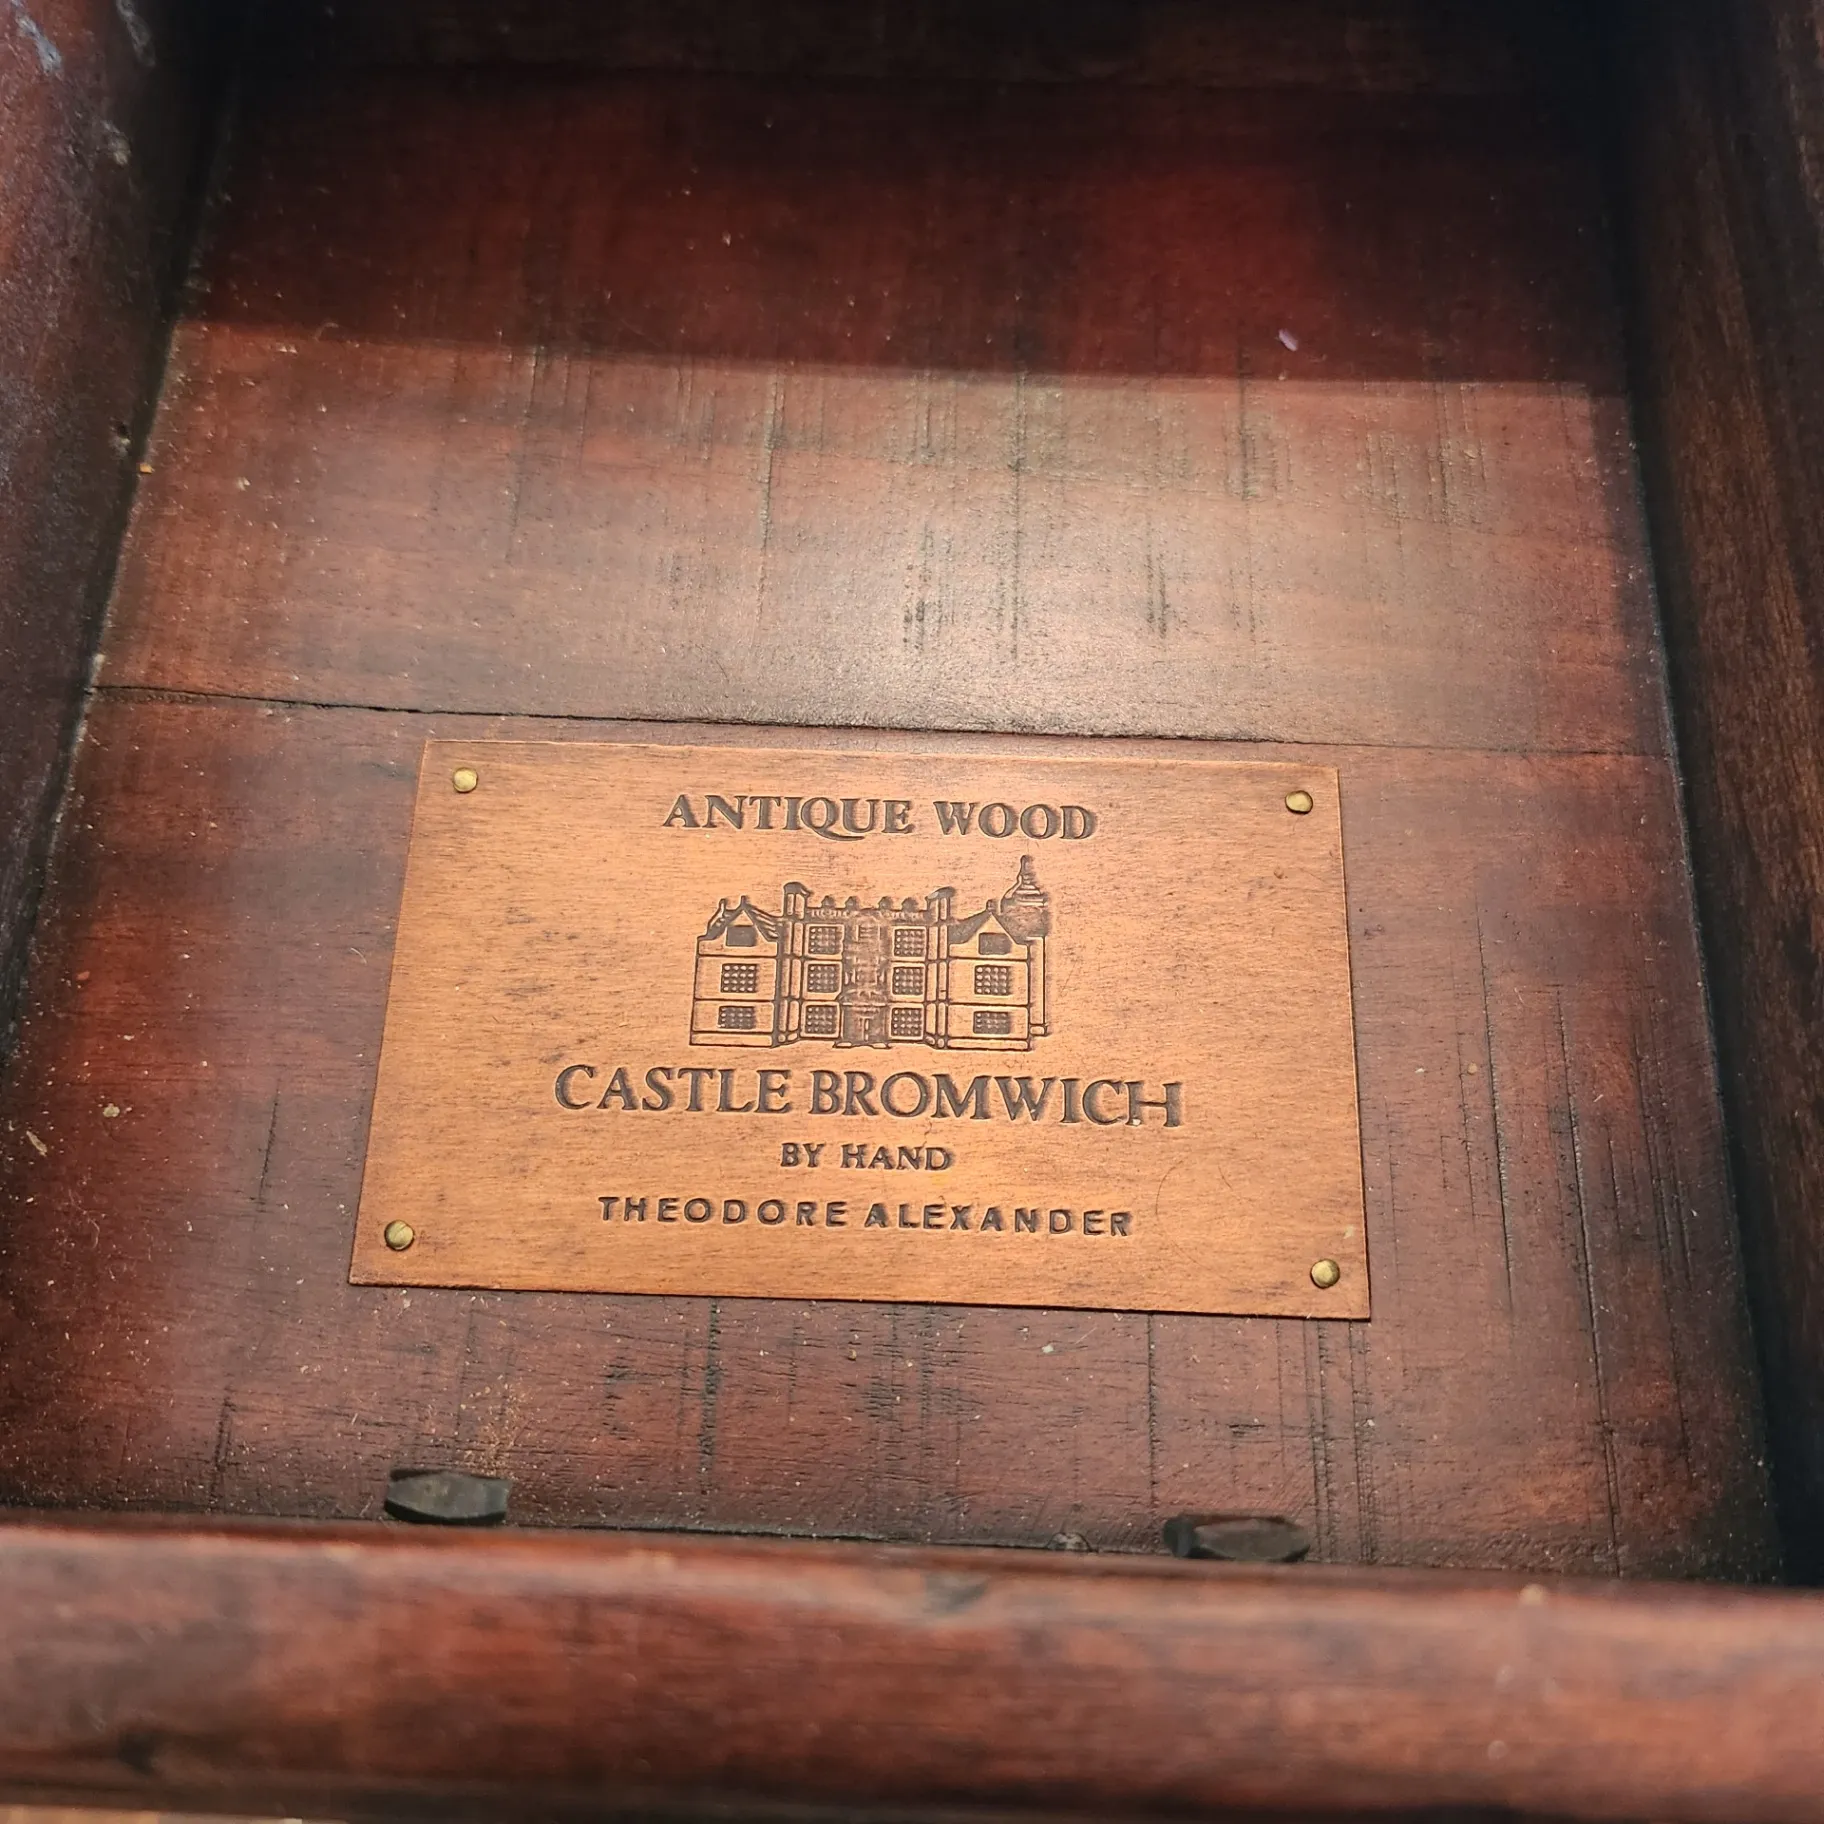 ANTIQUE WOOD
CASTLE BROMWICH
BY HAND
THEODORE ALEXANDER